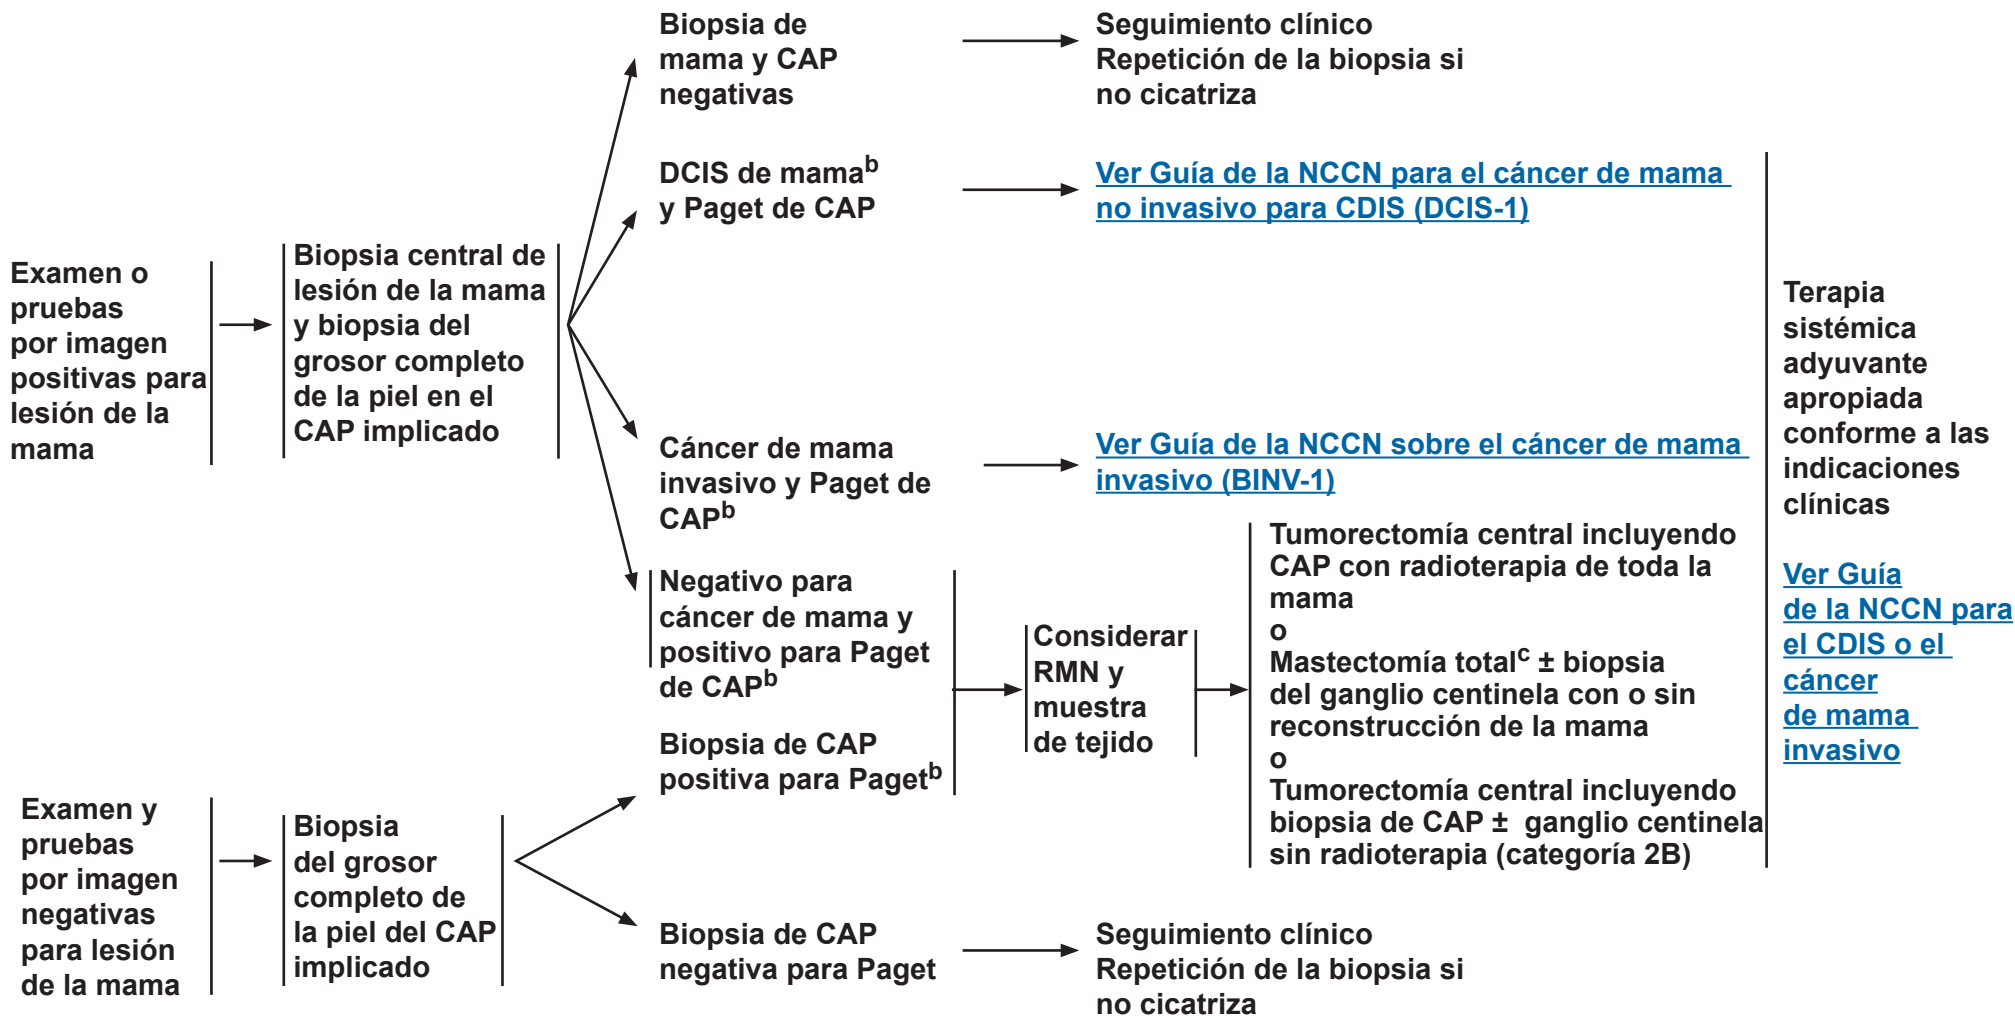 Examen o
pruebas
por imagen
positivas para
lesión de la
mama
Biopsia central de
lesión de la mama
y biopsia del
grosor completo
de la piel en el
CAP implicado
Biopsia de
mama y CAP
negativas
Seguimiento clínico
Repetición de la biopsia si
no cicatriza
DCIS de mamab
y Paget de CAP
Ver Guía de la NCCN para el cáncer de mama
no invasivo para CDIS (DCIS-1)
Cáncer de mama
invasivo y Paget de
CAPb
Ver Guía de la NCCN sobre el cáncer de mama
invasivo (BINV-1)
Negativo para
cáncer de mama y
positivo para Paget
de CAPb
Examen y
pruebas
por imagen
negativas
para lesión
de la mama
Biopsia
del grosor
completo de
la piel del CAP
implicado
Biopsia de CAP
positiva para Pagetb
Considerar
RMN y
muestra
de tejido
Tumorectomía central incluyendo
CAP con radioterapia de toda la
mama
o
Mastectomía totalc ± biopsia
del ganglio centinela con o sin
reconstrucción de la mama
o
Tumorectomía central incluyendo
biopsia de CAP ± ganglio centinela
sin radioterapia (categoría 2B)
Biopsia de CAP
negativa para Paget
Seguimiento clínico
Repetición de la biopsia si
no cicatriza
Terapia
sistémica
adyuvante
apropiada
conforme a las
indicaciones
clínicas
Ver Guía
de la NCCN para
el CDIS o el
cáncer
de mama
invasivo